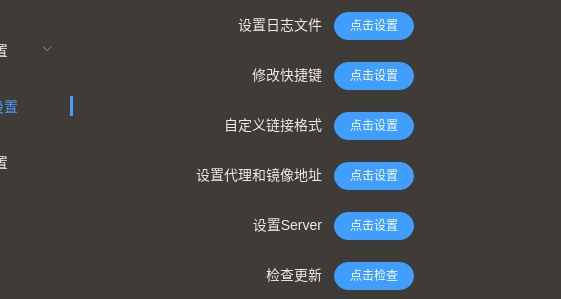 设置日志文件 点击设置
置
修改快捷键 点击设置
设置
自定义链接格式 点击设置
置
设置代理和镜像地址 点击设置
设置Server 点击设置
检查更新 点击检查